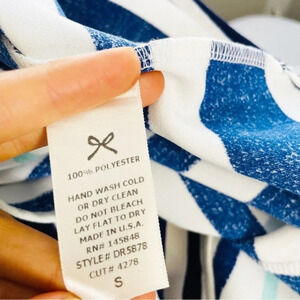 100% POLYESTER
HAND WASH COLD
OR DRY CLEAN
DO NOT BLEACH
LAY FLAT TO DRY
MADE IN U.S.A.
RN# 145848
STYLE# DR5878
CUT# 4278
S